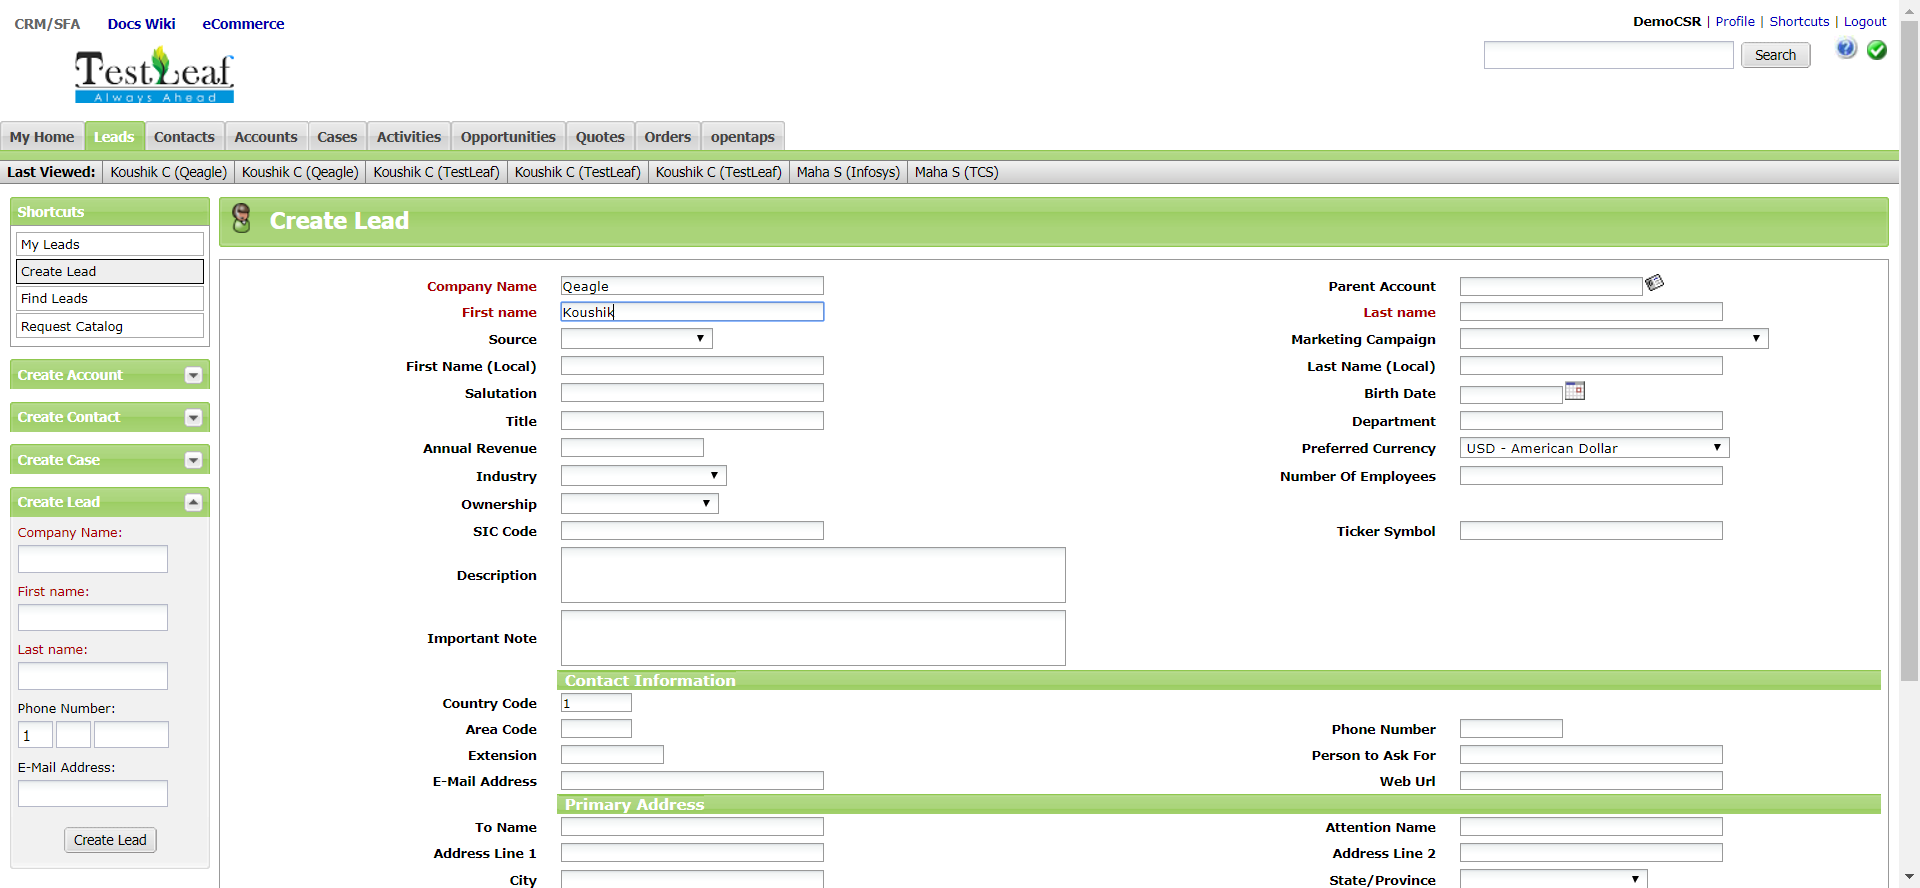 CRM/SFA Docs Wiki eCommerce
DemoCSR | Profile | Shortcuts | Logout
TestLeaf
Always Ahead
Search
My Home Leads Contacts Accounts Cases Activities Opportunities Quotes Orders opentaps
Last Viewed: Koushik C (Qeagle) Koushik C (Qeagle) Koushik C (TestLeaf) Koushik C (TestLeaf) Koushik C (TestLeaf) Maha S (Infosys) Maha S (TCS)
Shortcuts
My Leads
Create Lead
Find Leads
Request Catalog
Create Account
Create Contact
Create Case
Create Lead
Company Name:
First name:
Last name:
Phone Number:
1
E-Mail Address:
Create Lead
Create Lead
Company Name Qeagle Parent Account
First name Koushik Last name
Source Marketing Campaign
First Name (Local) Last Name (Local)
Salutation Birth Date
Title Department
Annual Revenue Preferred Currency USD - American Dollar
Industry Number Of Employees
Ownership
SIC Code Ticker Symbol
Description
Important Note
Contact Information
Country Code 1
Area Code Phone Number
Extension Person to Ask For
E-Mail Address Web Url
Primary Address
To Name Attention Name
Address Line 1 Address Line 2
City State/Province